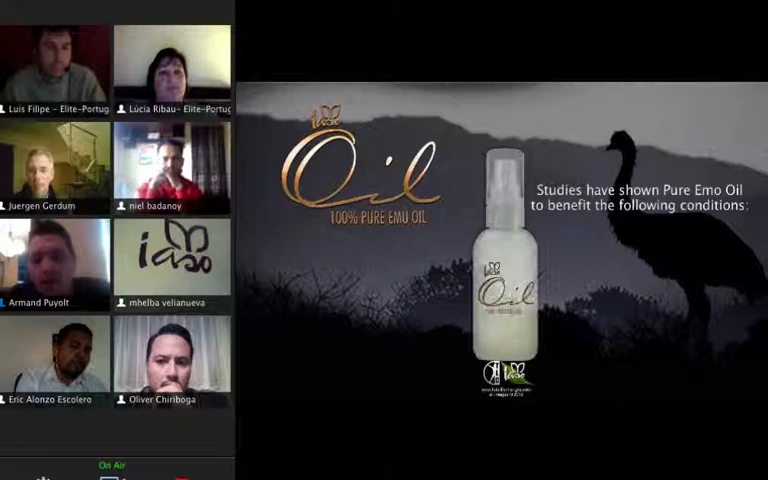 Luis Filipe - Elite-Portug
Lúcia Ribau- Elite-Portug
Juergen Gerdum
niel badanoy
Armand Puyolt
mhelba velianueva
Eric Alonzo Escolero
Oliver Chiriboga
On Air
iaso
iaso
Oil
100% PURE EMU OIL
Studies have shown Pure Emo Oil
to benefit the following conditions:
iaso
Oil
iaso